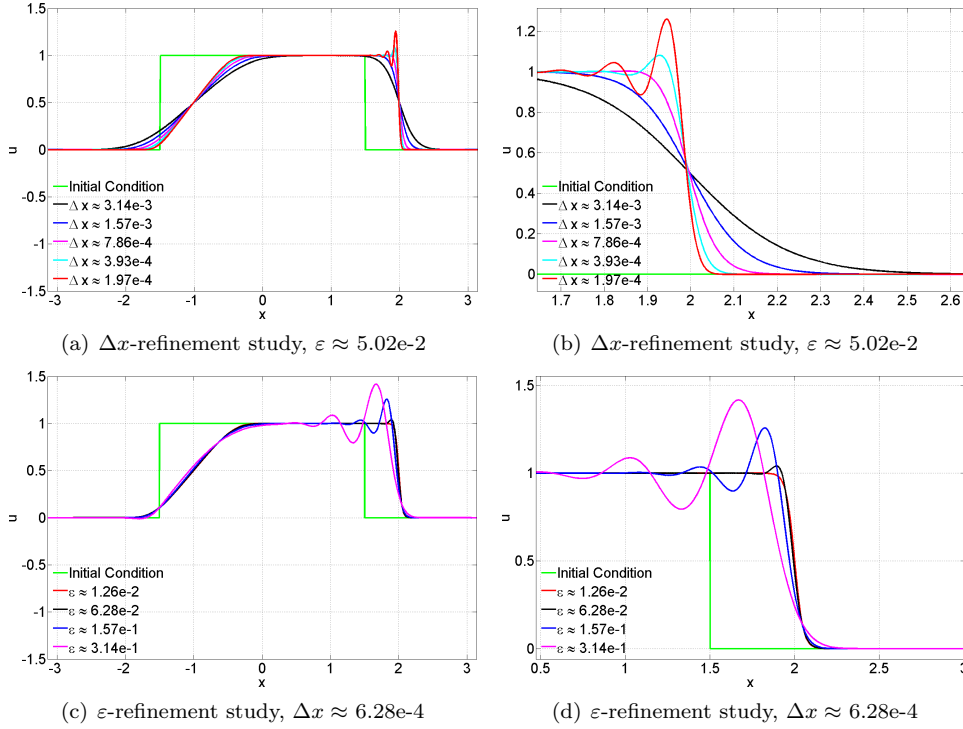 1.5
1
0.5
0
-0.5
-1
-1.5
u
Initial Condition
Δ x ≈ 3.14e-3
Δ x ≈ 1.57e-3
Δ x ≈ 7.86e-4
Δ x ≈ 3.93e-4
Δ x ≈ 1.97e-4
-3 -2 -1 0 1 2 3
x
(a) Δx-refinement study, ε ≈ 5.02e-2
1.2
1
0.8
0.6
0.4
0.2
0
u
Initial Condition
Δ x ≈ 3.14e-3
Δ x ≈ 1.57e-3
Δ x ≈ 7.86e-4
Δ x ≈ 3.93e-4
Δ x ≈ 1.97e-4
1.7 1.8 1.9 2 2.1 2.2 2.3 2.4 2.5 2.6
x
(b) Δx-refinement study, ε ≈ 5.02e-2
1.5
1
0.5
0
-0.5
-1
-1.5
u
Initial Condition
ε ≈ 1.26e-2
ε ≈ 6.28e-2
ε ≈ 1.57e-1
ε ≈ 3.14e-1
-3 -2 -1 0 1 2 3
x
(c) ε-refinement study, Δx ≈ 6.28e-4
1.5
1
0.5
0
u
Initial Condition
ε ≈ 1.26e-2
ε ≈ 6.28e-2
ε ≈ 1.57e-1
ε ≈ 3.14e-1
0.5 1 1.5 2 2.5 3
x
(d) ε-refinement study, Δx ≈ 6.28e-4